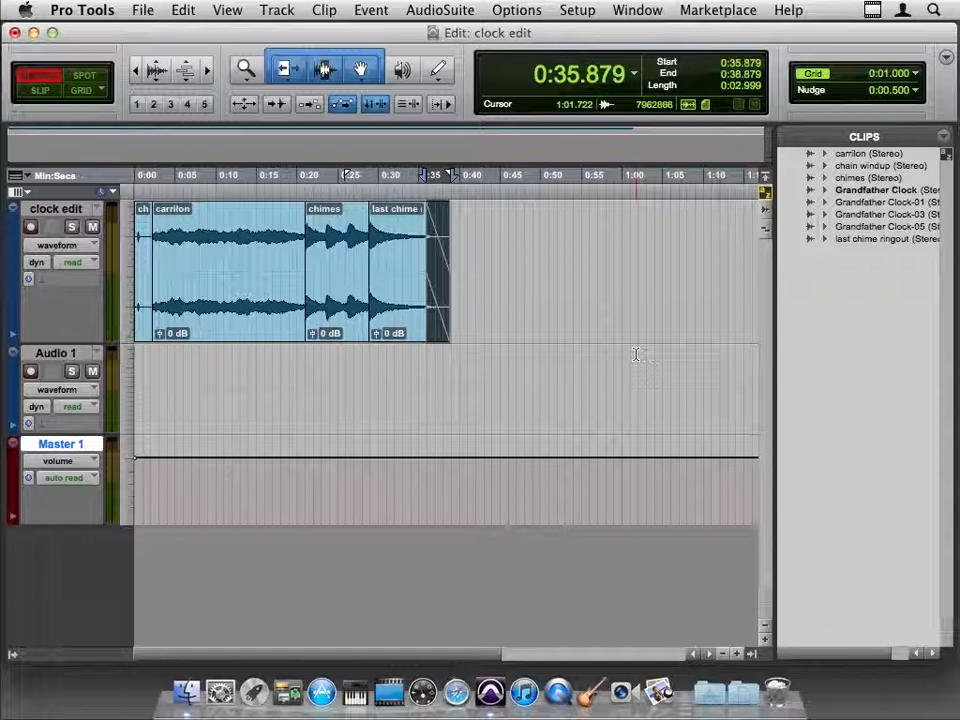 Pro Tools File Edit View Track Clip Event AudioSuite Options Setup Window Marketplace Help
Edit: clock edit
SPOT
SLIP GRID
1 2 3 4 5
0:35.879
Start 0:35.879
End 0:38.879
Length 0:02.999
Cursor 1:01.722 7962866
Grid 0:01.000
Nudge 0:00.500
CLIPS
carrilon (Stereo)
chain windup (Stereo)
chimes (Stereo)
Grandfather Clock (Ste
Grandfather Clock-01 (St
Grandfather Clock-03 (St
Grandfather Clock-05 (St
last chime ringout (Stere
Min:Secs 0:00 0:05 0:10 0:15 0:20 0:25 0:30 :35 0:40 0:45 0:50 0:55 1:00 1:05 1:10 1:1
clock edit
S M
waveform
dyn read
ch carrilon chimes last chime
0 dB 0 dB 0 dB
Audio 1
S M
waveform
dyn read
Master 1
volume
auto read